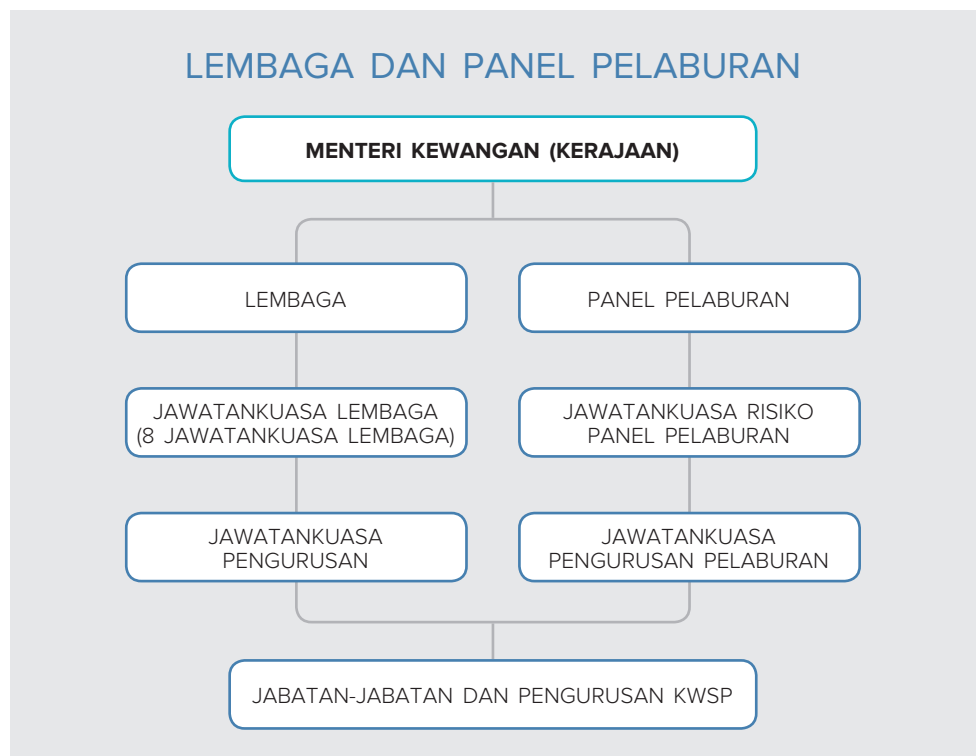 LEMBAGA DAN PANEL PELABURAN
MENTERI KEWANGAN (KERAJAAN)
LEMBAGA
PANEL PELABURAN
JAWATANKUASA LEMBAGA
(8 JAWATANKUASA LEMBAGA)
JAWATANKUASA RISIKO
PANEL PELABURAN
JAWATANKUASA
PENGURUSAN
JAWATANKUASA
PENGURUSAN PELABURAN
JABATAN-JABATAN DAN PENGURUSAN KWSP